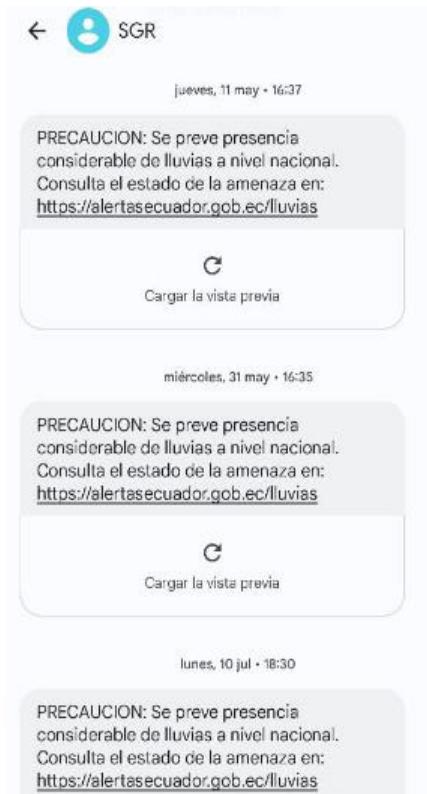 SGR
jueves, 11 may • 16:37
PRECAUCION: Se preve presencia
considerable de lluvias a nivel nacional.
Consulta el estado de la amenaza en:
https://alertasecuador.gob.ec/lluvias
Cargar la vista previa
miércoles, 31 may • 16:35
PRECAUCION: Se preve presencia
considerable de lluvias a nivel nacional.
Consulta el estado de la amenaza en:
https://alertasecuador.gob.ec/lluvias
Cargar la vista previa
lunes, 10 jul • 18:30
PRECAUCION: Se preve presencia
considerable de lluvias a nivel nacional.
Consulta el estado de la amenaza en:
https://alertasecuador.gob.ec/lluvias